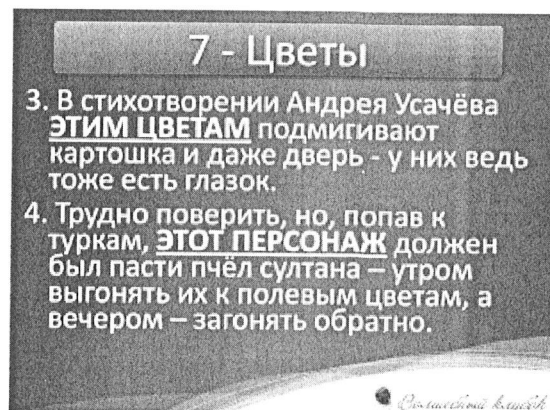 7 - Цветы
3. В стихотворении Андрея Усачёва
ЭТИМ ЦВЕТАМ подмигивают
картошка и даже дверь - у них ведь
тоже есть глазок.
4. Трудно поверить, но, попав к
туркам, ЭТОТ ПЕРСОНАЖ должен
был пасти пчёл султана – утром
выгонять их к полевым цветам, а
вечером – загонять обратно.
Волшебный клубок